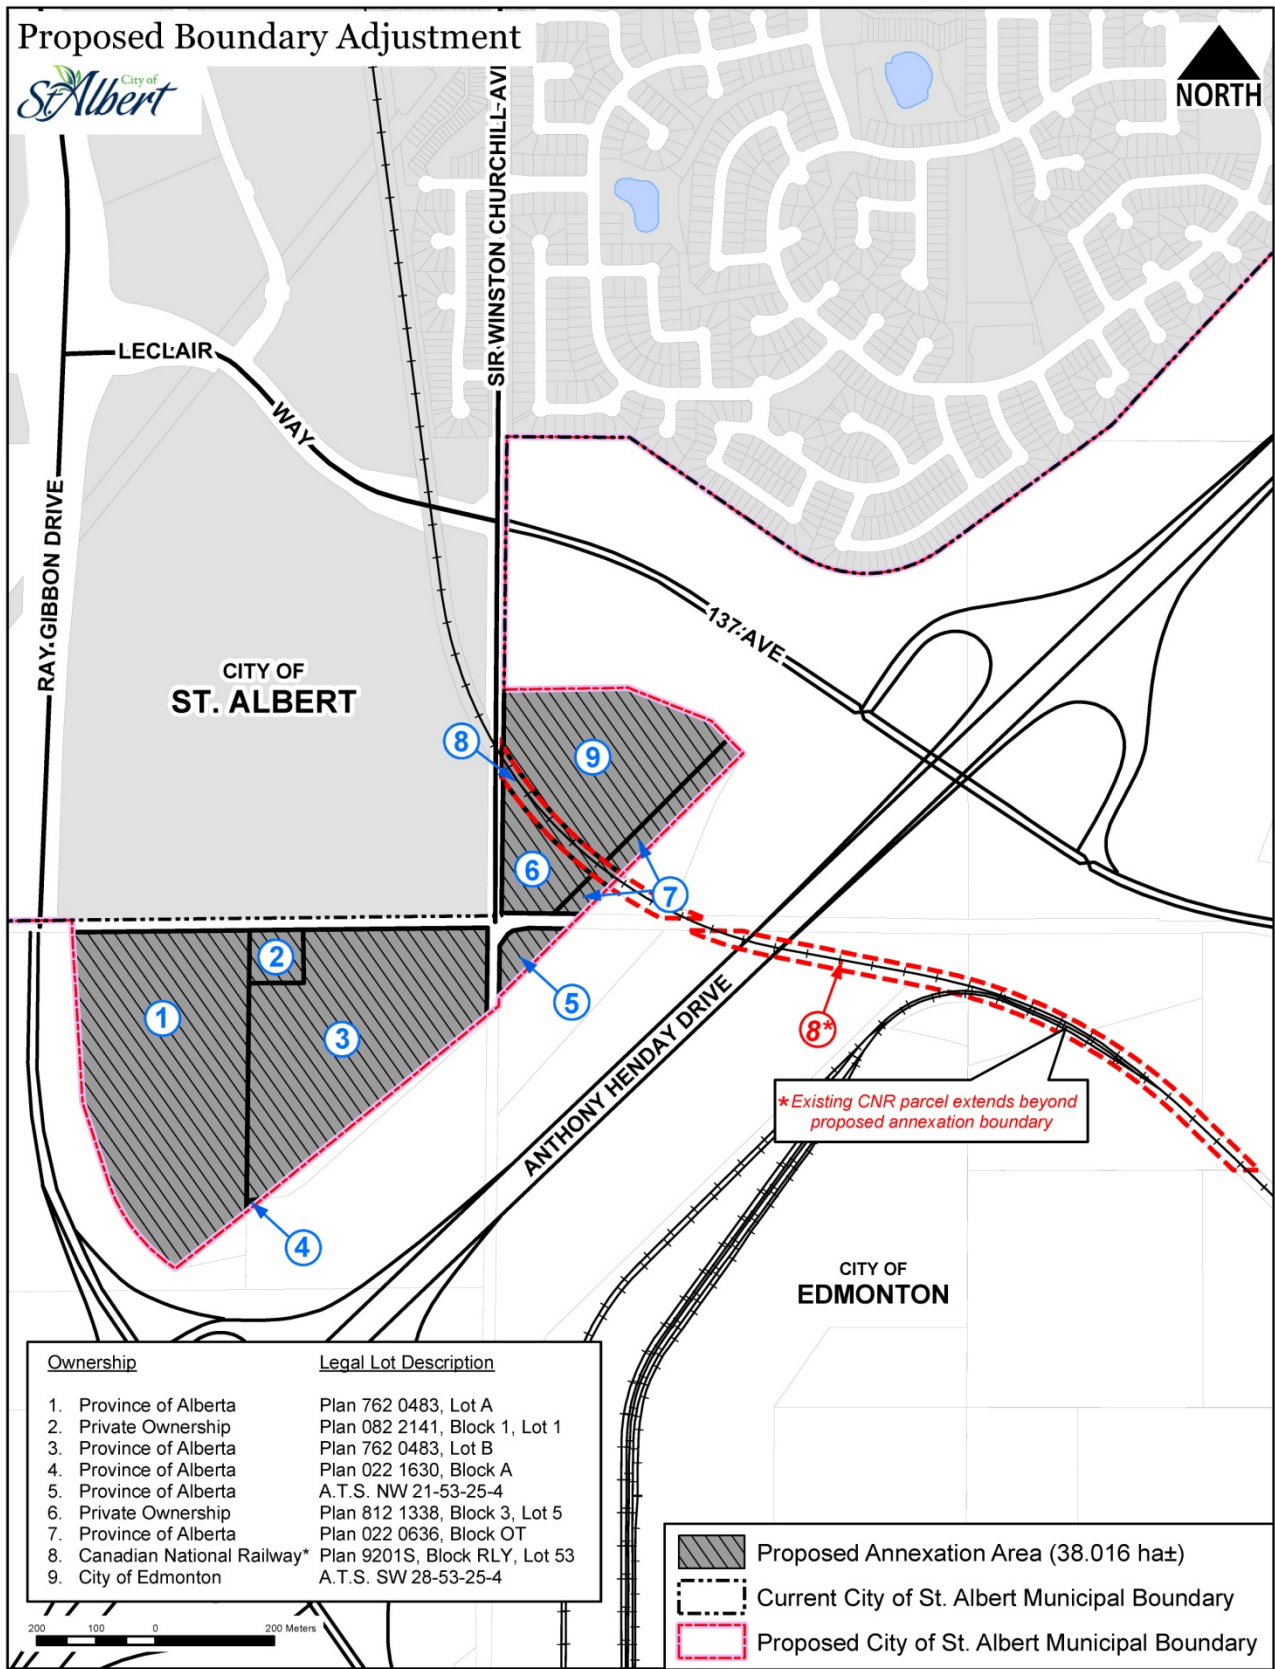 Proposed Boundary Adjustment
City of
St. Albert
NORTH
SIR WINSTON CHURCHILL AV
LECLAIR
WAY
RAY GIBBON DRIVE
137 AVE
CITY OF
ST. ALBERT
8
9
6
7
2
1
3
5
4
8*
ANTHONY HENDAY DRIVE
*Existing CNR parcel extends beyond
proposed annexation boundary
CITY OF
EDMONTON
Ownership Legal Lot Description
1. Province of Alberta Plan 762 0483, Lot A
2. Private Ownership Plan 082 2141, Block 1, Lot 1
3. Province of Alberta Plan 762 0483, Lot B
4. Province of Alberta Plan 022 1630, Block A
5. Province of Alberta A.T.S. NW 21-53-25-4
6. Private Ownership Plan 812 1338, Block 3, Lot 5
7. Province of Alberta Plan 022 0636, Block OT
8. Canadian National Railway* Plan 9201S, Block RLY, Lot 53
9. City of Edmonton A.T.S. SW 28-53-25-4
200 100 0 200 Meters
Proposed Annexation Area (38.016 ha±)
Current City of St. Albert Municipal Boundary
Proposed City of St. Albert Municipal Boundary